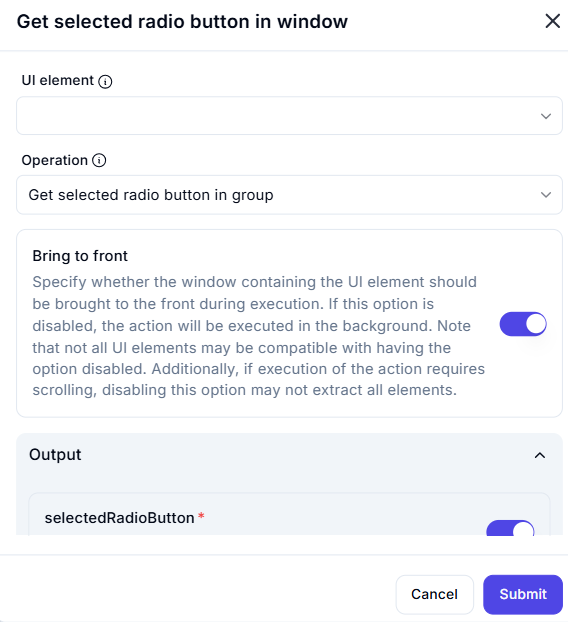 Get selected radio button in window
UI element
Operation
Get selected radio button in group
Bring to front
Specify whether the window containing the UI element should
be brought to the front during execution. If this option is
disabled, the action will be executed in the background. Note
that not all UI elements may be compatible with having the
option disabled. Additionally, if execution of the action requires
scrolling, disabling this option may not extract all elements.
Output
selectedRadioButton *
Cancel
Submit